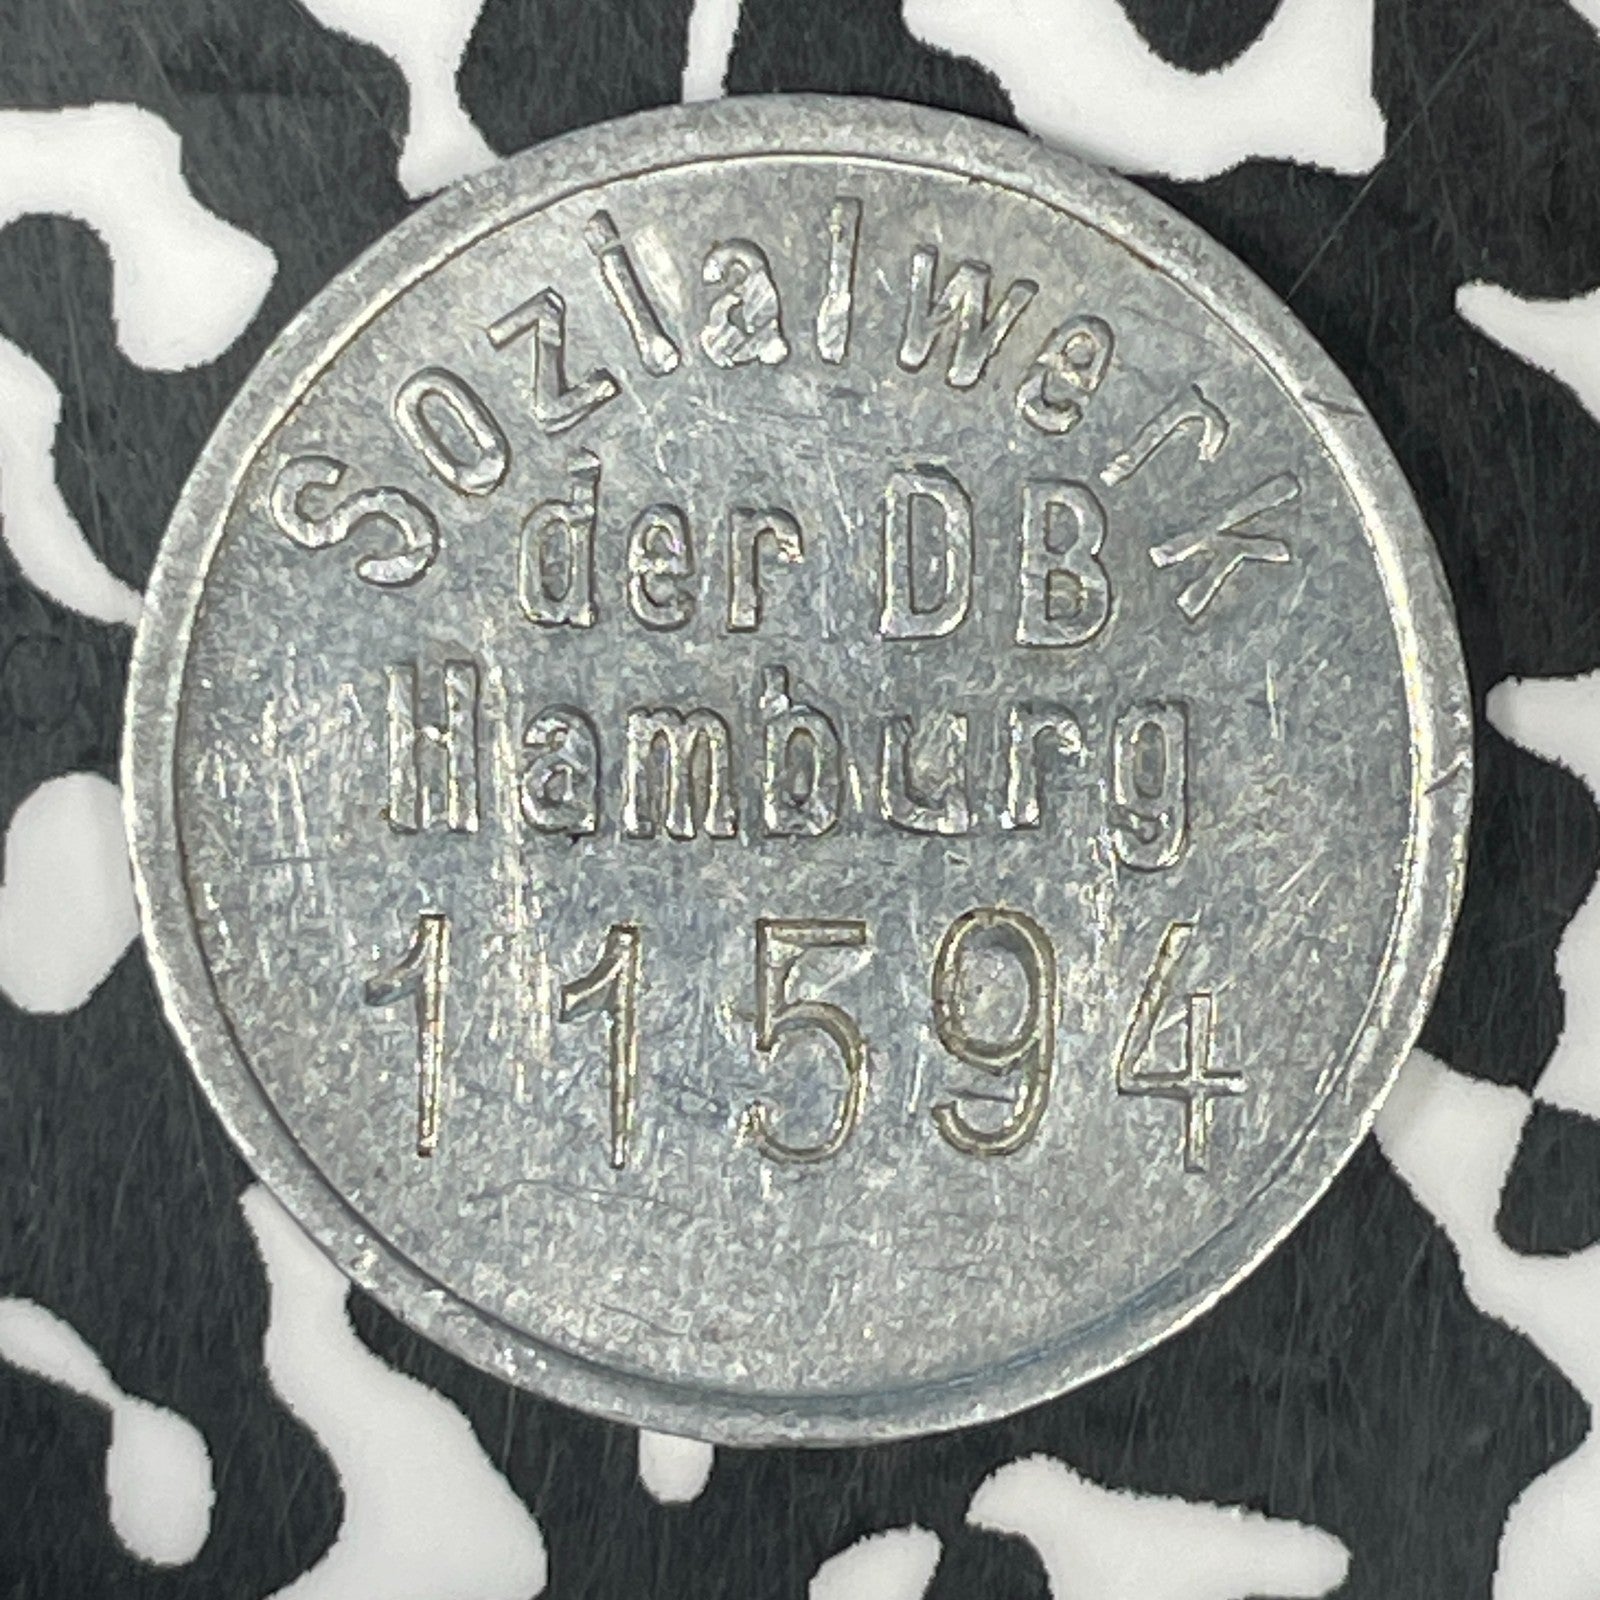 Sozialwerk
der DB
Hamburg
11594